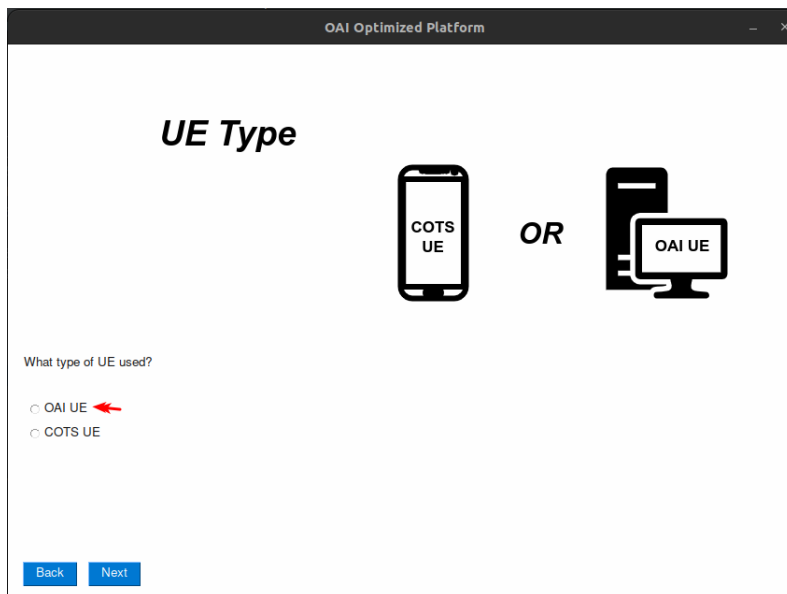 OAI Optimized Platform
UE Type
COTS
UE
OR
OAI UE
What type of UE used?
OAI UE
COTS UE
Back
Next